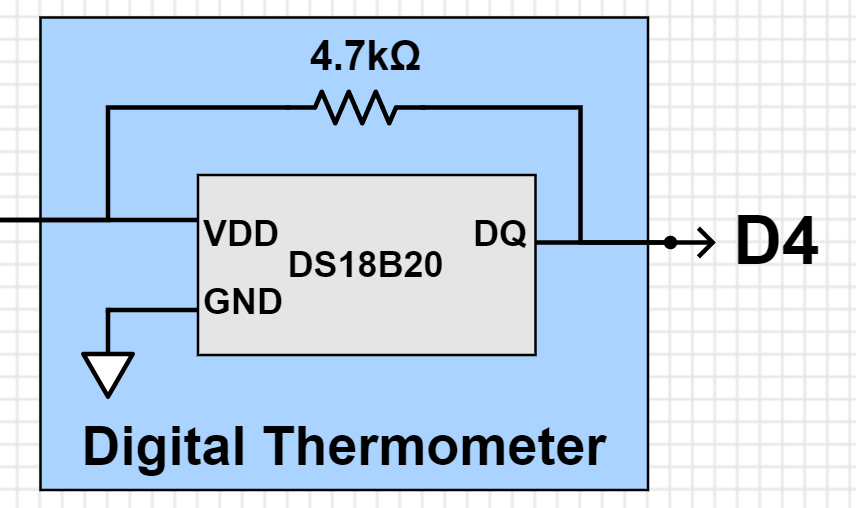 4.7kΩ
VDD
DQ
D4
DS18B20
GND
Digital Thermometer